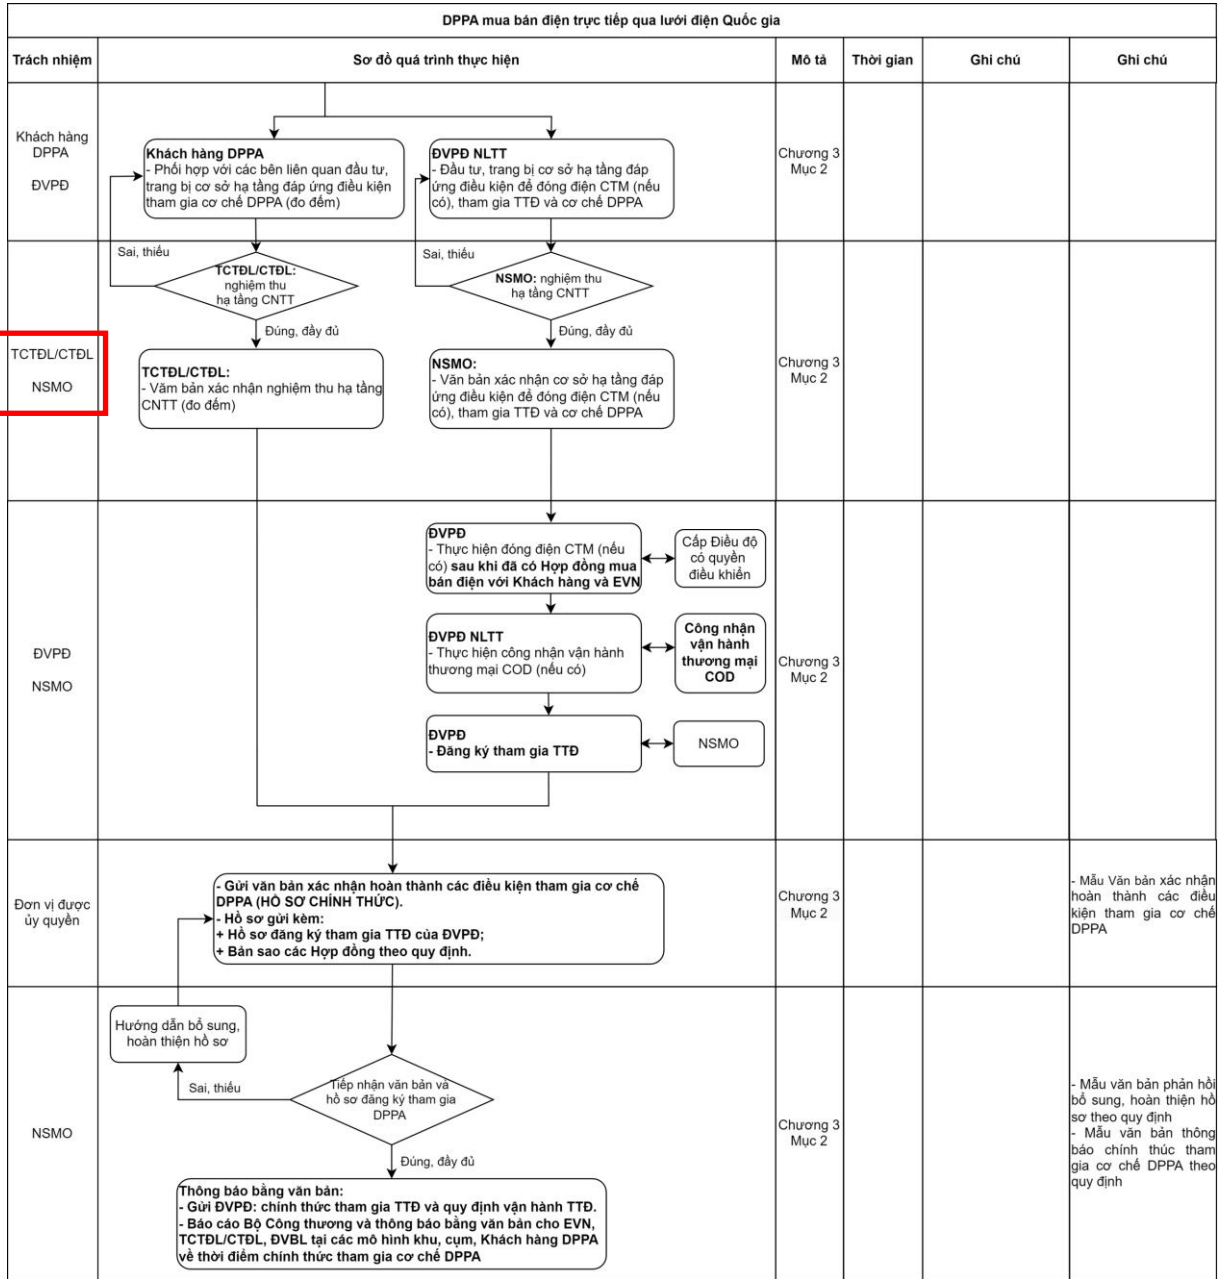 DPPA mua bán điện trực tiếp qua lưới điện Quốc gia
Trách nhiệm
Sơ đồ quá trình thực hiện
Mô tả
Thời gian
Ghi chú
Ghi chú
Khách hàng
DPPA
ĐVPĐ
Khách hàng DPPA
- Phối hợp với các bên liên quan đầu tư,
trang bị cơ sở hạ tầng đáp ứng điều kiện
tham gia cơ chế DPPA (đo đếm)
ĐVPĐ NLTT
- Đầu tư, trang bị cơ sở hạ tầng đáp
ứng điều kiện để đóng điện CTM (nếu
có), tham gia TTĐ và cơ chế DPPA
Chương 3
Mục 2
Sai, thiếu
TCTĐL/CTĐL:
nghiệm thu
hạ tầng CNTT
Sai, thiếu
NSMO: nghiệm thu
hạ tầng CNTT
Đúng, đầy đủ
Đúng, đầy đủ
TCTĐL/CTĐL
NSMO
TCTĐL/CTĐL:
- Văm bản xác nhận nghiệm thu hạ tầng
CNTT (đo đếm)
NSMO:
- Văn bản xác nhận cơ sở hạ tầng đáp
ứng điều kiện để đóng điện CTM (nếu
có), tham gia TTĐ và cơ chế DPPA
Chương 3
Mục 2
ĐVPĐ
- Thực hiện đóng điện CTM (nếu
có) sau khi đã có Hợp đồng mua
bán điện với Khách hàng và EVN
Cấp Điều độ
có quyền
điều khiển
ĐVPĐ
NSMO
ĐVPĐ NLTT
- Thực hiện công nhận vận hành
thương mại COD (nếu có)
Công nhận
vận hành
thương mại
COD
Chương 3
Mục 2
ĐVPĐ
- Đăng ký tham gia TTĐ
NSMO
Đơn vị được
ủy quyền
- Gửi văn bản xác nhận hoàn thành các điều kiện tham gia cơ chế
DPPA (HỒ SƠ CHÍNH THỨC).
- Hồ sơ gửi kèm:
+ Hồ sơ đăng ký tham gia TTĐ của ĐVPĐ;
+ Bản sao các Hợp đồng theo quy định.
Chương 3
Mục 2
- Mẫu Văn bản xác nhận
hoàn thành các điều
kiện tham gia cơ chế
DPPA
Hướng dẫn bổ sung,
hoàn thiện hồ sơ
Sai, thiếu
Tiếp nhận văn bản và
hồ sơ đăng ký tham gia
DPPA
NSMO
Chương 3
Mục 2
- Mẫu văn bản phản hồi
bổ sung, hoàn thiện hồ
sơ theo quy định
- Mẫu văn bản thông
báo chính thúc tham
gia cơ chế DPPA theo
quy định
Đúng, đầy đủ
Thông báo bằng văn bản:
- Gửi ĐVPĐ: chính thức tham gia TTĐ và quy định vận hành TTĐ.
- Báo cáo Bộ Công thương và thông báo bằng văn bản cho EVN,
TCTĐL/CTĐL, ĐVBL tại các mô hình khu, cụm, Khách hàng DPPA
về thời điểm chính thức tham gia cơ chế DPPA